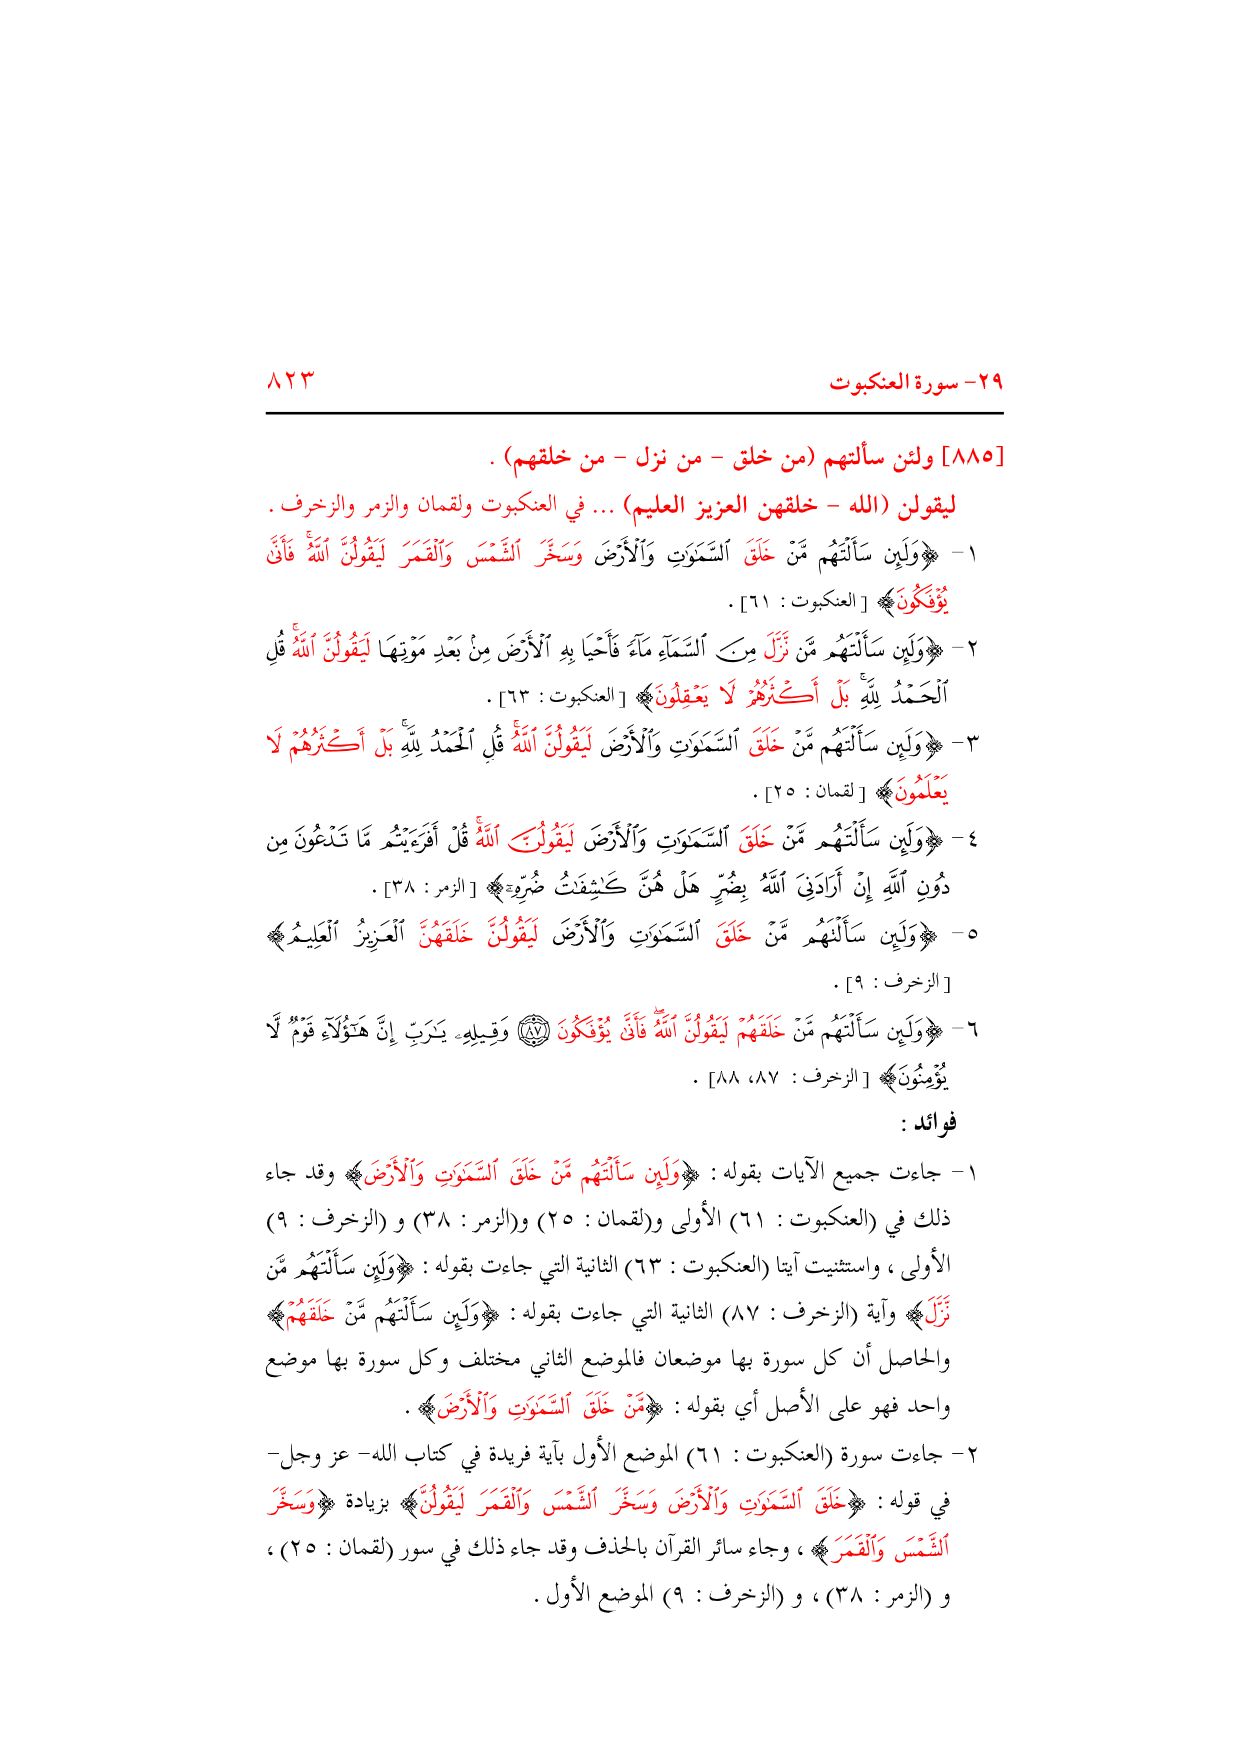 ٢٩- سورة العنكبوت ٨٢٣
[٨٨٥] ولئن سألتهم (من خلق - من نزل - من خلقهم) .
ليقولن (الله - خلقهن العزيز العليم) ... في العنكبوت ولقمان والزمر والزخرف .
١- ﴿وَلَئِن سَأَلْتَهُم مَّنْ خَلَقَ ٱلسَّمَٰوَٰتِ وَٱلْأَرْضَ وَسَخَّرَ ٱلشَّمْسَ وَٱلْقَمَرَ لَيَقُولُنَّ ٱللَّهُۖ فَأَنَّىٰ
يُؤْفَكُونَ﴾ [العنكبوت : ٦١] .
٢- ﴿وَلَئِن سَأَلْتَهُم مَّن نَّزَّلَ مِنَ ٱلسَّمَآءِ مَآءً فَأَحْيَا بِهِ ٱلْأَرْضَ مِنۢ بَعْدِ مَوْتِهَا لَيَقُولُنَّ ٱللَّهُۚ قُلِ
ٱلْحَمْدُ لِلَّهِۚ بَلْ أَكْثَرُهُمْ لَا يَعْقِلُونَ﴾ [العنكبوت : ٦٣] .
٣- ﴿وَلَئِن سَأَلْتَهُم مَّنْ خَلَقَ ٱلسَّمَٰوَٰتِ وَٱلْأَرْضَ لَيَقُولُنَّ ٱللَّهُۚ قُلِ ٱلْحَمْدُ لِلَّهِۚ بَلْ أَكْثَرُهُمْ لَا
يَعْلَمُونَ﴾ [لقمان : ٢٥] .
٤- ﴿وَلَئِن سَأَلْتَهُم مَّنْ خَلَقَ ٱلسَّمَٰوَٰتِ وَٱلْأَرْضَ لَيَقُولُنَّ ٱللَّهُۚ قُلْ أَفَرَءَيْتُم مَّا تَدْعُونَ مِن
دُونِ ٱللَّهِ إِنْ أَرَادَنِىَ ٱللَّهُ بِضُرٍّ هَلْ هُنَّ كَٰشِفَٰتُ ضُرِّهِۦٓ﴾ [الزمر : ٣٨] .
٥- ﴿وَلَئِن سَأَلْتَهُم مَّنْ خَلَقَ ٱلسَّمَٰوَٰتِ وَٱلْأَرْضَ لَيَقُولُنَّ خَلَقَهُنَّ ٱلْعَزِيزُ ٱلْعَلِيمُ﴾
[الزخرف : ٩] .
٦- ﴿وَلَئِن سَأَلْتَهُم مَّنْ خَلَقَهُمْ لَيَقُولُنَّ ٱللَّهُۖ فَأَنَّىٰ يُؤْفَكُونَ ٨٧ وَقِيلِهِۦ يَٰرَبِّ إِنَّ هَٰٓؤُلَآءِ قَوْمٌ لَّا
يُؤْمِنُونَ﴾ [الزخرف : ٨٧، ٨٨] .
فوائد :
١- جاءت جميع الآيات بقوله : ﴿وَلَئِن سَأَلْتَهُم مَّنْ خَلَقَ ٱلسَّمَٰوَٰتِ وَٱلْأَرْضَ﴾ وقد جاء
ذلك في (العنكبوت : ٦١) الأولى و(لقمان : ٢٥) و(الزمر : ٣٨) و (الزخرف : ٩)
الأولى ، واستثنيت آيتا (العنكبوت : ٦٣) الثانية التي جاءت بقوله : ﴿وَلَئِن سَأَلْتَهُم مَّن
نَّزَّلَ﴾ وآية (الزخرف : ٨٧) الثانية التي جاءت بقوله : ﴿وَلَئِن سَأَلْتَهُم مَّنْ خَلَقَهُمْ﴾
والحاصل أن كل سورة بها موضعان فالموضع الثاني مختلف وكل سورة بها موضع
واحد فهو على الأصل أي بقوله : ﴿مَّنْ خَلَقَ ٱلسَّمَٰوَٰتِ وَٱلْأَرْضَ﴾ .
٢- جاءت سورة (العنكبوت : ٦١) الموضع الأول بآية فريدة في كتاب الله- عز وجل-
في قوله : ﴿خَلَقَ ٱلسَّمَٰوَٰتِ وَٱلْأَرْضَ وَسَخَّرَ ٱلشَّمْسَ وَٱلْقَمَرَ لَيَقُولُنَّ﴾ بزيادة ﴿وَسَخَّرَ
ٱلشَّمْسَ وَٱلْقَمَرَ﴾ ، وجاء سائر القرآن بالحذف وقد جاء ذلك في سور (لقمان : ٢٥) ،
و (الزمر : ٣٨) ، و (الزخرف : ٩) الموضع الأول .